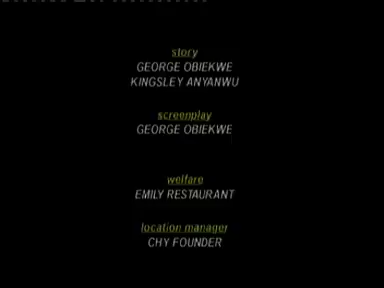 story
GEORGE OBIEKWE
KINGSLEY ANYANWU
screenplay
GEORGE OBIEKWE
welfare
EMILY RESTAURANT
location manager
CHY FOUNDER